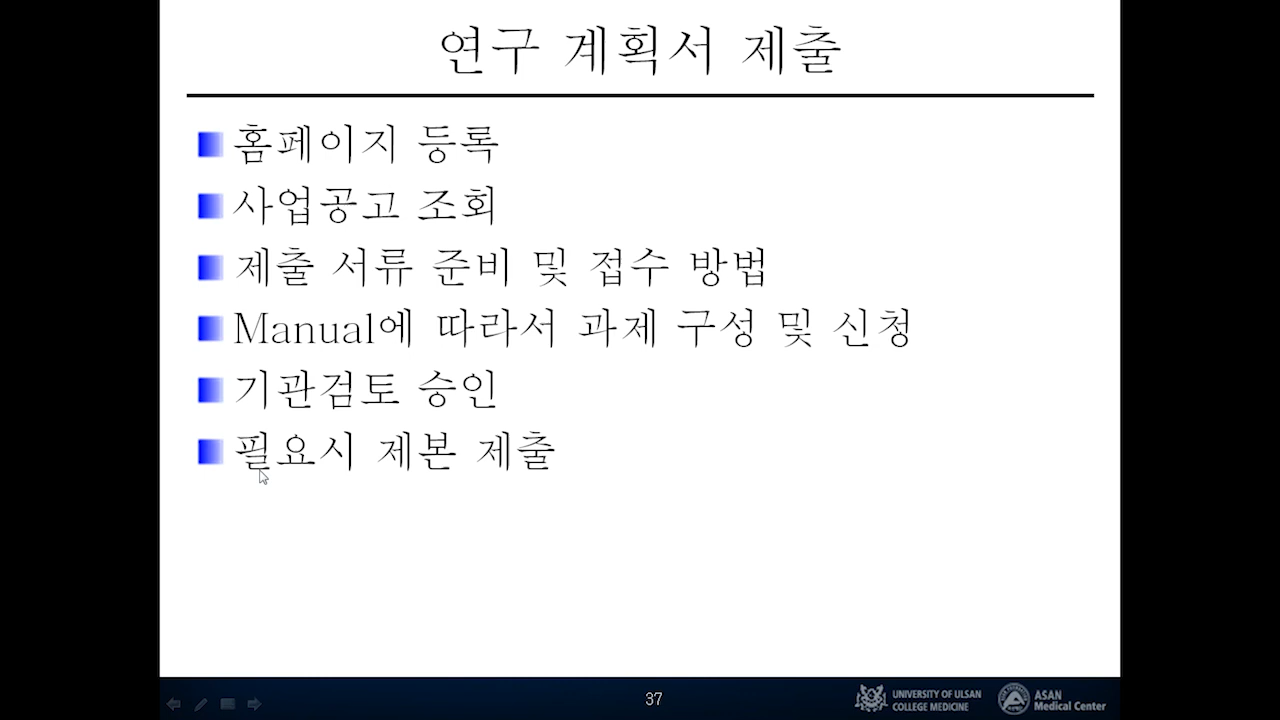 연구 계획서 제출
홈페이지 등록
사업공고 조회
제출 서류 준비 및 접수 방법
Manual에 따라서 과제 구성 및 신청
기관검토 승인
필요시 제본 제출
37
UNIVERSITY OF ULSAN
COLLEGE MEDICINE
ASAN
Medical Center